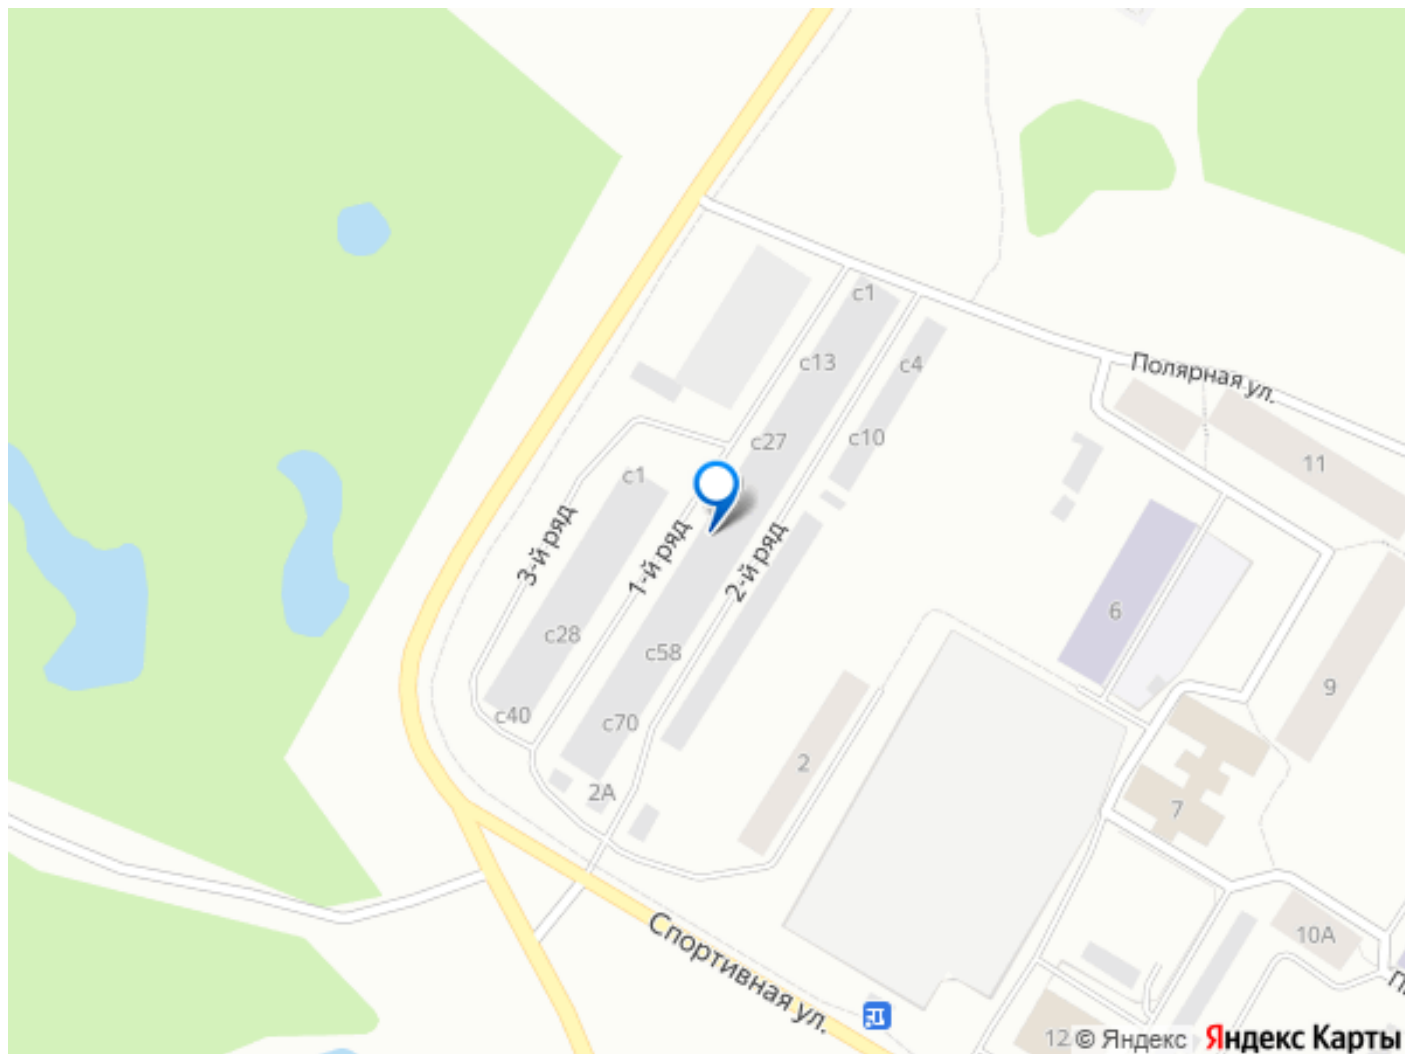 с1
с13
с4
Полярная ул.
с27
с10
11
с1
3-й ряд
1-й ряд
2-й ряд
6
с28
с58
9
с40
с70
2
2А
7
10А
Спортивная ул.
12
© Яндекс
Яндекс Карты